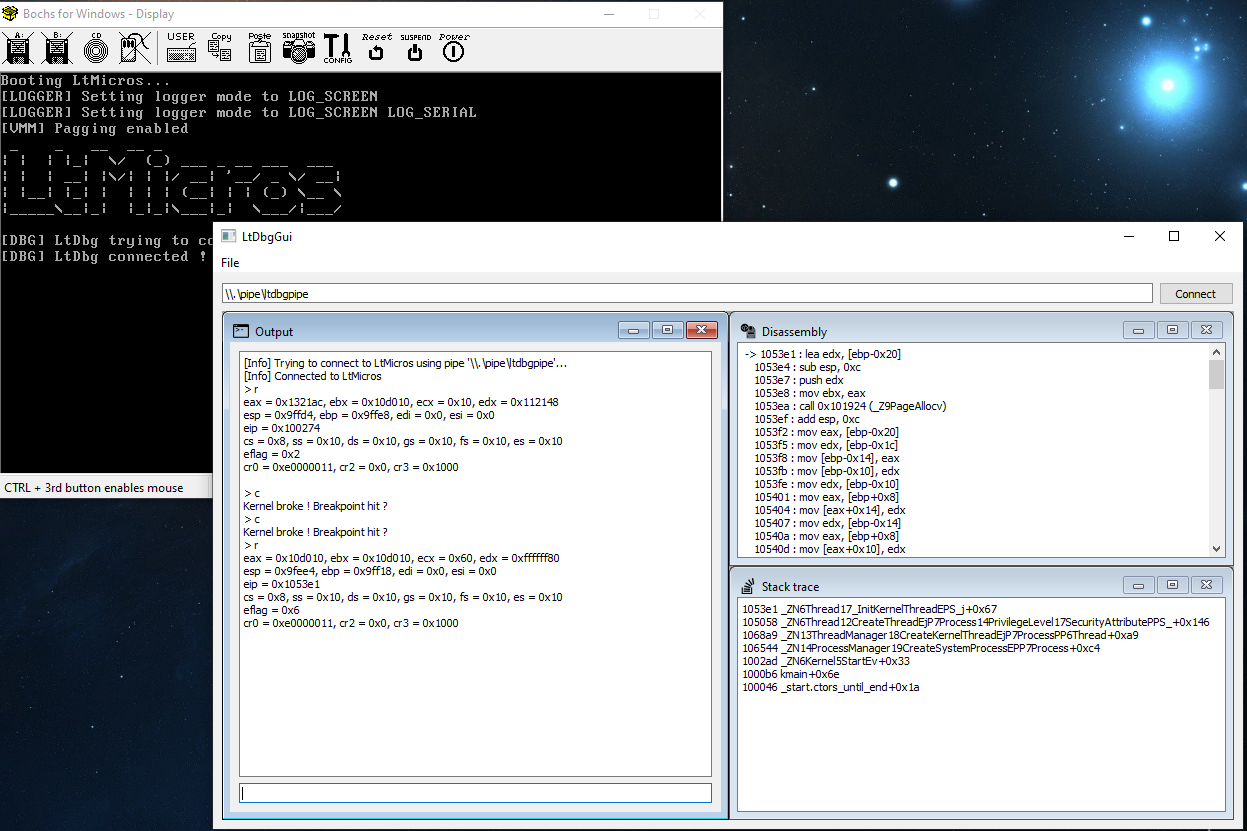 Bochs for Windows - Display
A: B: CD USER Copy Paste snapshot CONFIG Reset SUSPEND Power
Booting LtMicros...
[LOGGER] Setting logger mode to LOG_SCREEN
[LOGGER] Setting logger mode to LOG_SCREEN LOG_SERIAL
[VMM] Pagging enabled
LtMicros
[DBG] LtDbg trying to co
[DBG] LtDbg connected !
CTRL + 3rd button enables mouse
LtDbgGui
File
\\.\pipe\ltdbgpipe
Connect
Output
[Info] Trying to connect to LtMicros using pipe '\\.\pipe\ltdbgpipe'...
[Info] Connected to LtMicros
> r
eax = 0x1321ac, ebx = 0x10d010, ecx = 0x10, edx = 0x112148
esp = 0x9ffd4, ebp = 0x9ffe8, edi = 0x0, esi = 0x0
eip = 0x100274
cs = 0x8, ss = 0x10, ds = 0x10, gs = 0x10, fs = 0x10, es = 0x10
eflag = 0x2
cr0 = 0xe0000011, cr2 = 0x0, cr3 = 0x1000
> c
Kernel broke ! Breakpoint hit ?
> c
Kernel broke ! Breakpoint hit ?
> r
eax = 0x10d010, ebx = 0x10d010, ecx = 0x60, edx = 0xffffff80
esp = 0x9fee4, ebp = 0x9ff18, edi = 0x0, esi = 0x0
eip = 0x1053e1
cs = 0x8, ss = 0x10, ds = 0x10, gs = 0x10, fs = 0x10, es = 0x10
eflag = 0x6
cr0 = 0xe0000011, cr2 = 0x0, cr3 = 0x1000
Disassembly
-> 1053e1 : lea edx, [ebp-0x20]
1053e4 : sub esp, 0xc
1053e7 : push edx
1053e8 : mov ebx, eax
1053ea : call 0x101924 (_Z9PageAllocv)
1053ef : add esp, 0xc
1053f2 : mov eax, [ebp-0x20]
1053f5 : mov edx, [ebp-0x1c]
1053f8 : mov [ebp-0x14], eax
1053fb : mov [ebp-0x10], edx
1053fe : mov edx, [ebp-0x10]
105401 : mov eax, [ebp+0x8]
105404 : mov [eax+0x14], edx
105407 : mov edx, [ebp-0x14]
10540a : mov eax, [ebp+0x8]
10540d : mov [eax+0x10], edx
Stack trace
1053e1 _ZN6Thread17_InitKernelThreadEPS_j+0x67
105058 _ZN6Thread12CreateThreadEjP7Process14PrivilegeLevel17SecurityAttributePPS_+0x146
1068a9 _ZN13ThreadManager18CreateKernelThreadEjP7ProcessPP6Thread+0xa9
106544 _ZN14ProcessManager19CreateSystemProcessEPP7Process+0xc4
1002ad _ZN6Kernel5StartEv+0x33
1000b6 kmain+0x6e
100046 _start.ctors_until_end+0x1a